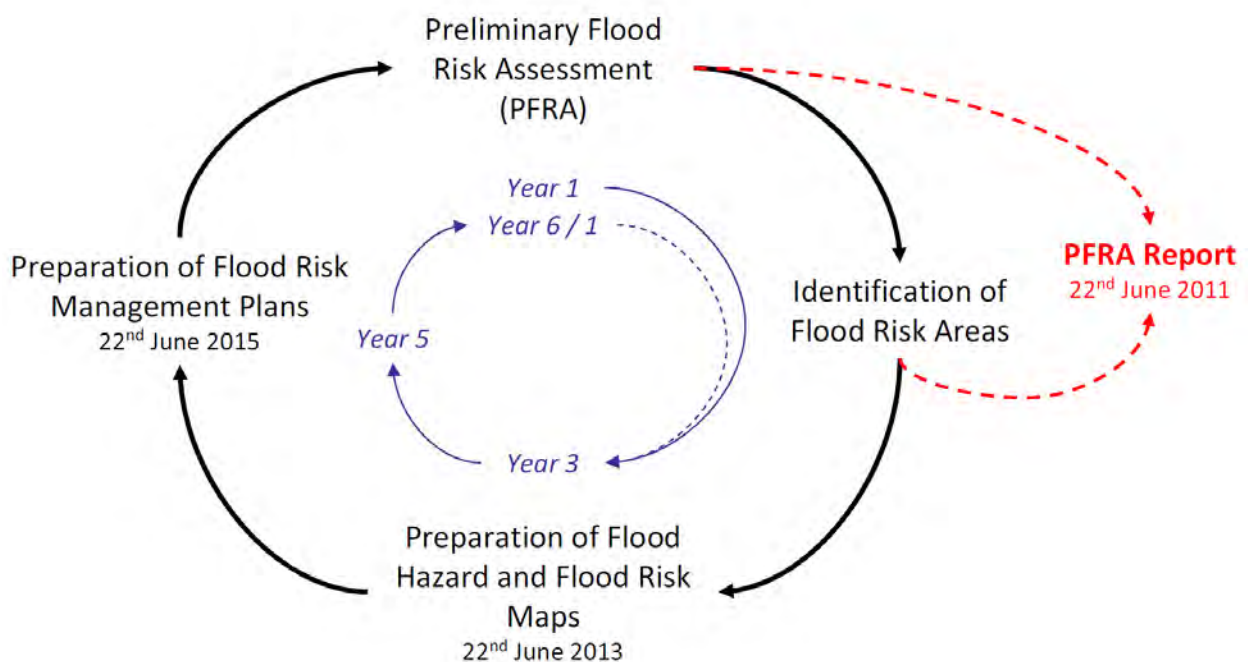 Preliminary Flood
Risk Assessment
(PFRA)
Year 1
Year 6 / 1
PFRA Report
22nd June 2011
Identification of
Flood Risk Areas
Preparation of Flood Risk
Management Plans
22nd June 2015
Year 5
Year 3
Preparation of Flood
Hazard and Flood Risk
Maps
22nd June 2013